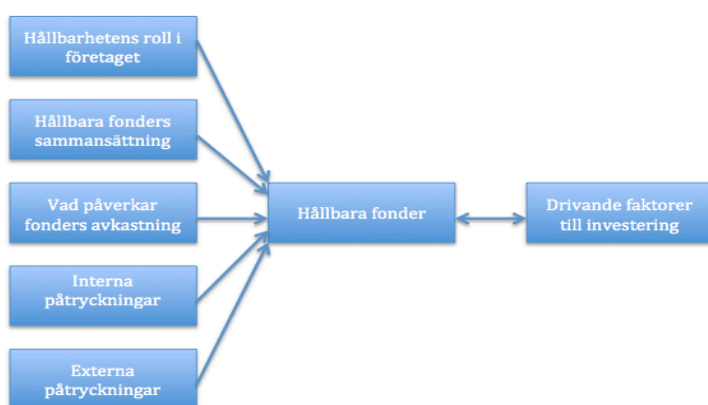 Hållbarhetens roll i
företaget
Hållbara fonders
sammansättning
Vad påverkar
fonders avkastning
Interna
påtryckningar
Externa
påtryckningar
Hållbara fonder
Drivande faktorer
till investering